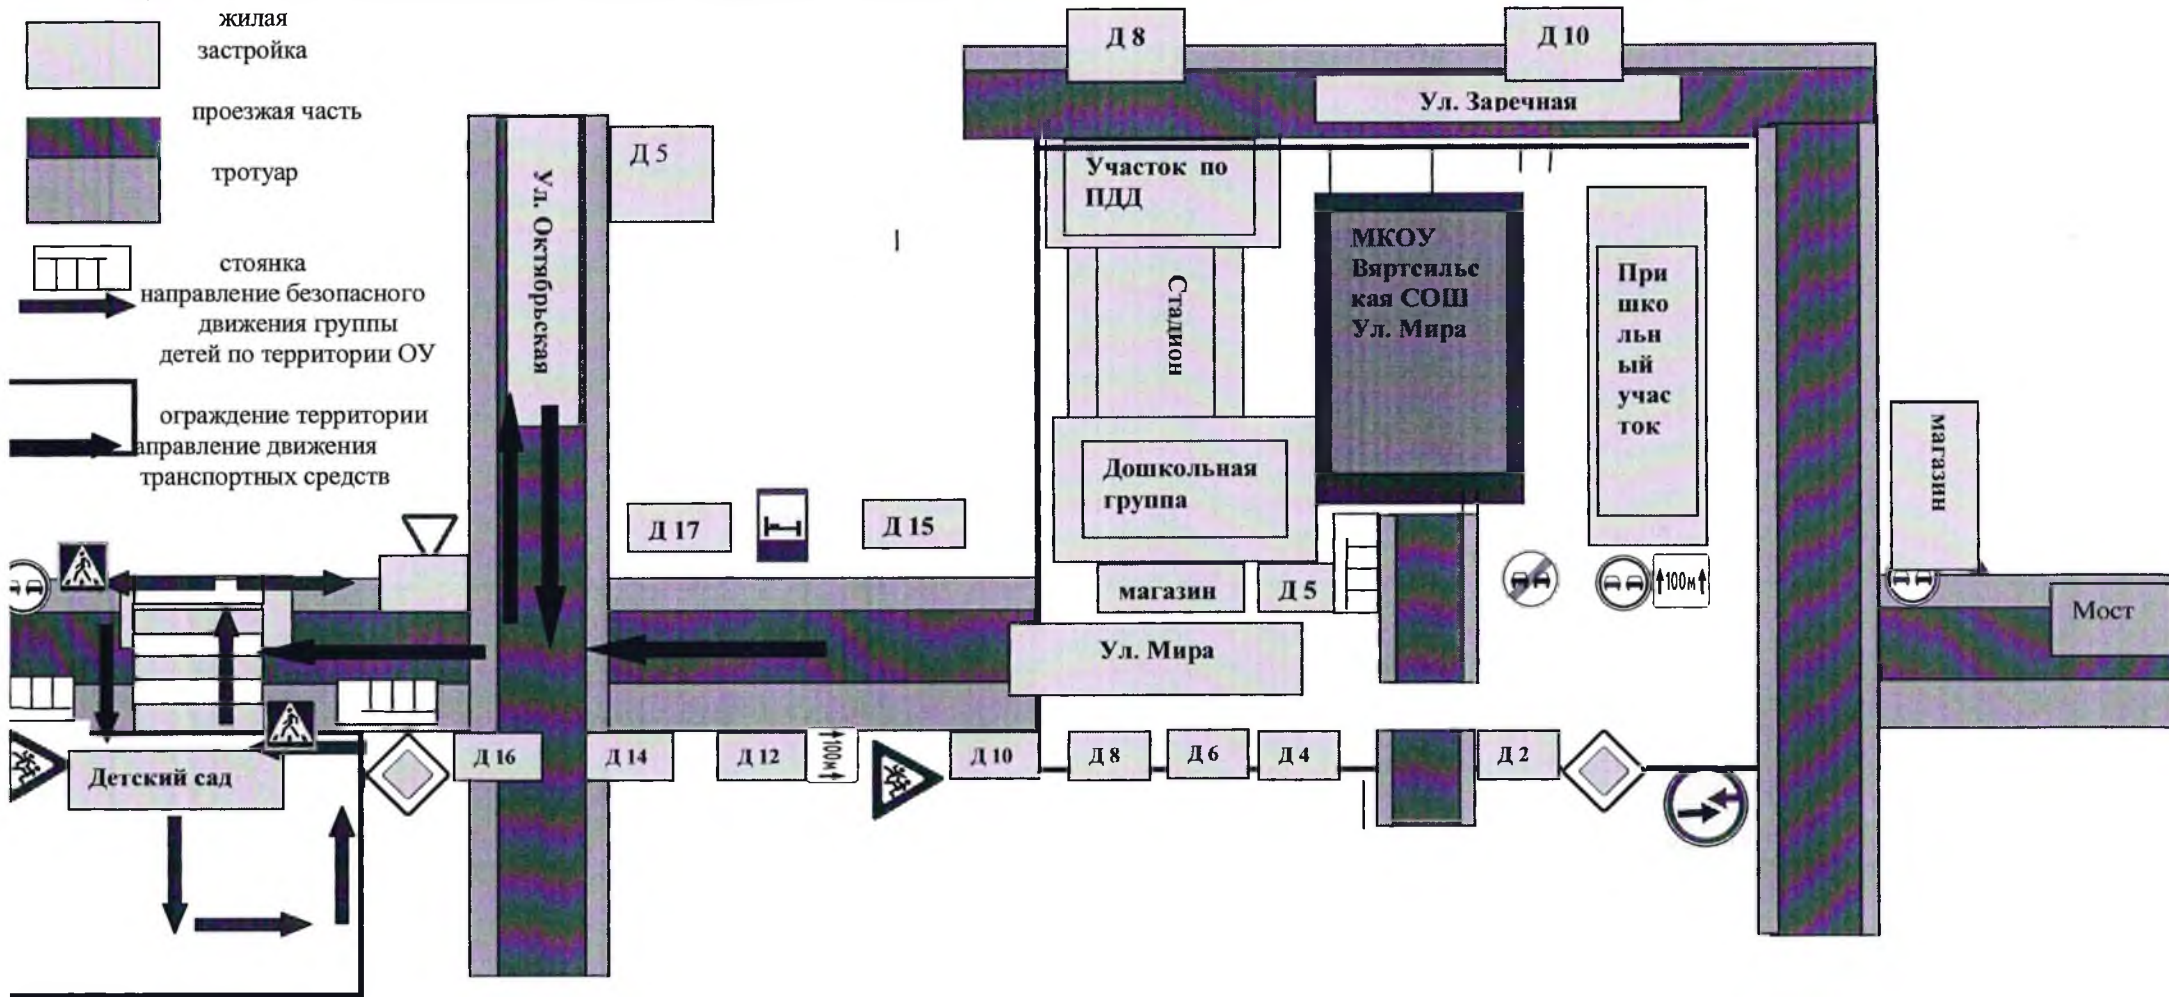 жилая
застройка
проезжая часть
тротуар
стоянка
направление безопасного
движения группы
детей по территории ОУ
ограждение территории
аправление движения
транспортных средств
Ул. Октябрьская
Д 5
Д 8
Д 10
Ул. Заречная
Участок по
ПДД
Стадион
МКОУ
Вяртсильс
кая СОШ
Ул. Мира
При
шко
льн
ый
учас
ток
магазин
Дошкольная
группа
Д 17
Д 15
магазин
Д 5
100м
Мост
Ул. Мира
Д 16
Д 14
Д 12
100м
Д 10
Д 8
Д 6
Д 4
Д 2
Детский сад